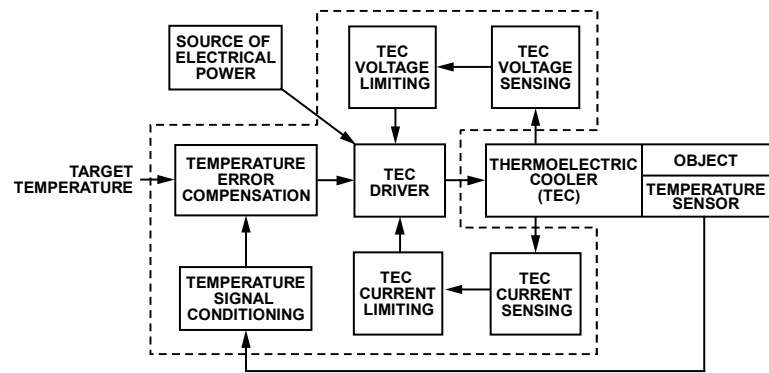 SOURCE OF
ELECTRICAL
POWER
TEC
VOLTAGE
LIMITING
TEC
VOLTAGE
SENSING
TARGET
TEMPERATURE
TEMPERATURE
ERROR
COMPENSATION
TEC
DRIVER
THERMOELECTRIC
COOLER
(TEC)
OBJECT
TEMPERATURE
SENSOR
TEMPERATURE
SIGNAL
CONDITIONING
TEC
CURRENT
LIMITING
TEC
CURRENT
SENSING